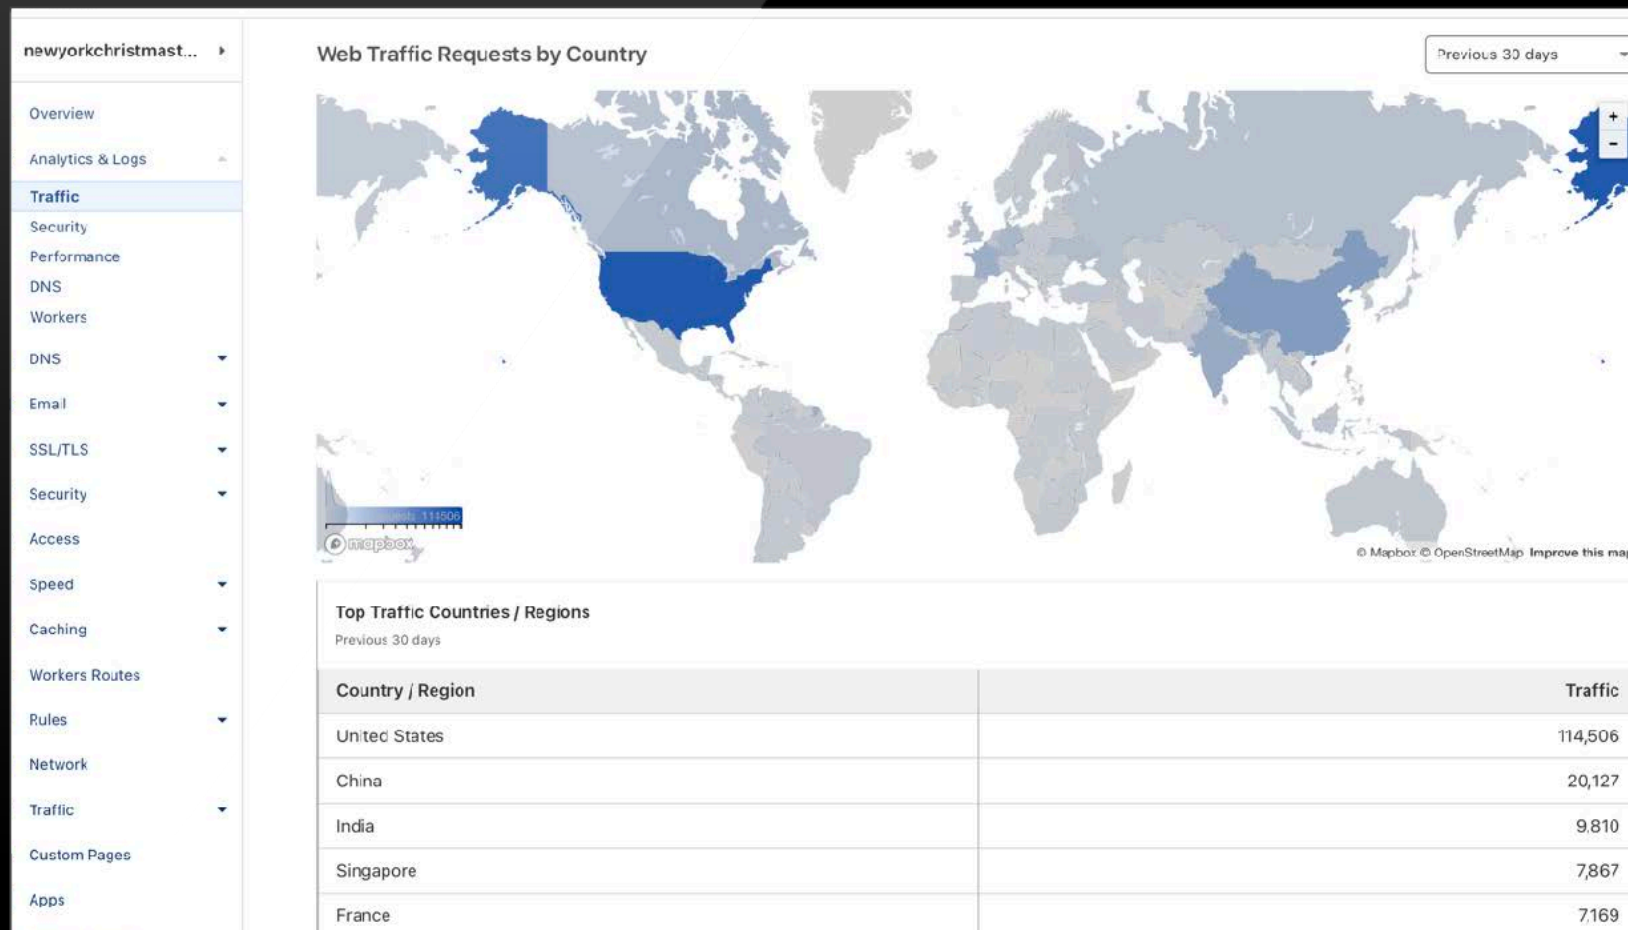 newyorkchristmast...
Overview
Analytics & Logs
Traffic
Security
Performance
DNS
Workers
DNS
Email
SSL/TLS
Security
Access
Speed
Caching
Workers Routes
Rules
Network
Traffic
Custom Pages
Apps
Web Traffic Requests by Country
Previous 30 days
+
-
114506
mapbox
© Mapbox © OpenStreetMap Improve this map
Top Traffic Countries / Regions
Previous 30 days
Country / Region Traffic
United States 114,506
China 20,127
India 9,810
Singapore 7,867
France 7,169